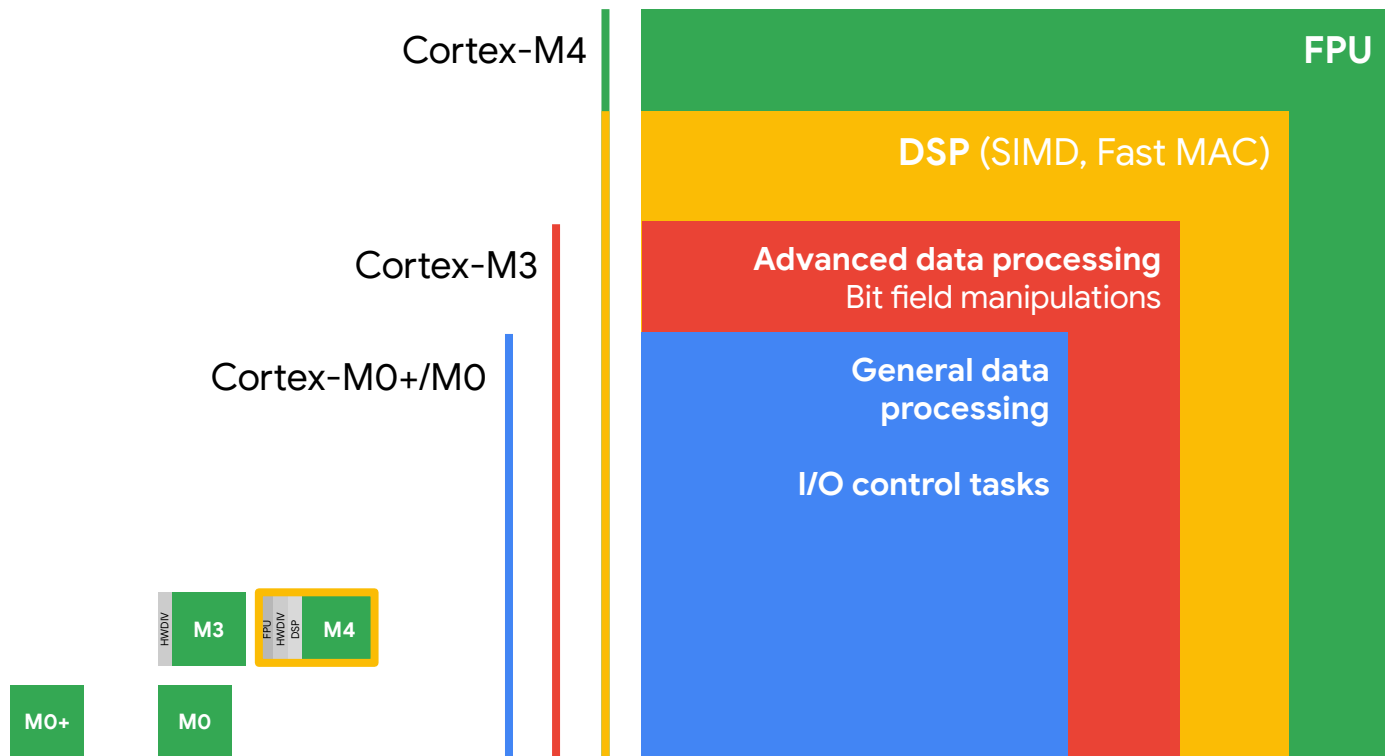 Cortex-M4
FPU
DSP (SIMD, Fast MAC)
Cortex-M3
Advanced data processing
Bit field manipulations
Cortex-M0+/M0
General data
processing
I/O control tasks
HWDIV
M3
FPU
HWDIV
DSP
M4
M0+
M0